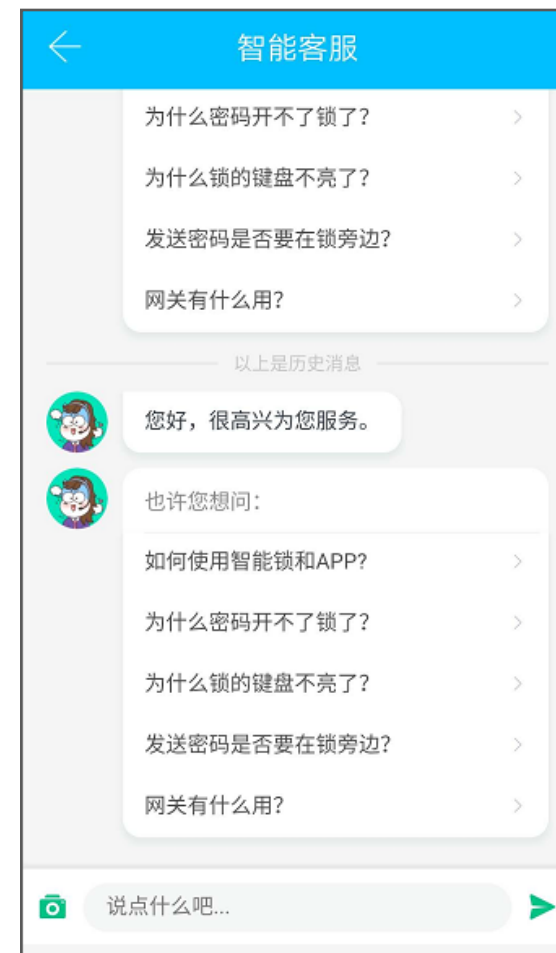 智能客服
为什么密码开不了锁了?
为什么锁的键盘不亮了?
发送密码是否要在锁旁边?
网关有什么用?
以上是历史消息
您好，很高兴为您服务。
也许您想问：
如何使用智能锁和APP?
为什么密码开不了锁了?
为什么锁的键盘不亮了?
发送密码是否要在锁旁边?
网关有什么用?
说点什么吧...